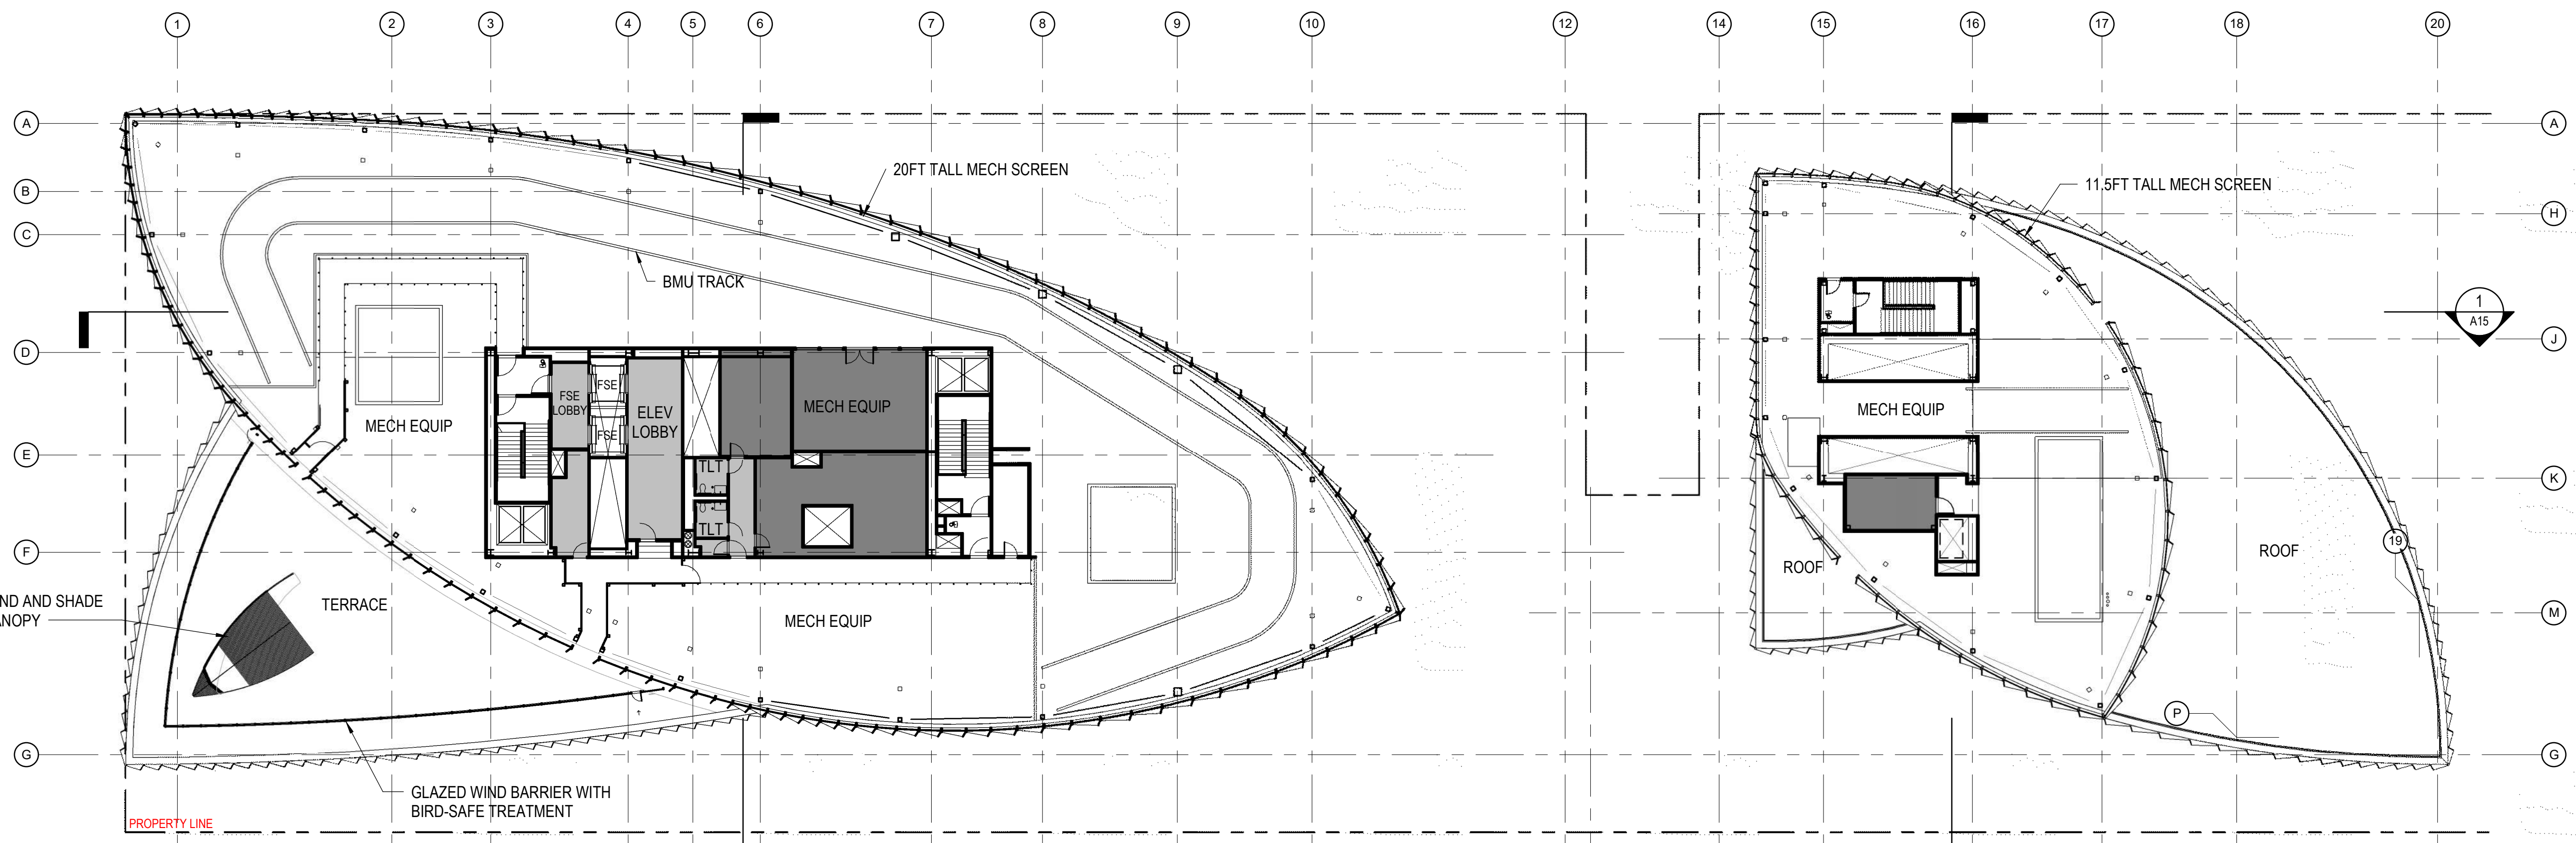 1 2 3 4 5 6 7 8 9 10 12 14 15 16 17 18 20
A A
20FT TALL MECH SCREEN
11.5FT TALL MECH SCREEN
B
H
C
BMU TRACK
1
A15
D
J
FSE
FSE
LOBBY
ELEV
LOBBY
MECH EQUIP
MECH EQUIP
MECH EQUIP
FSE
E
TLT
K
TLT
19
F
ROOF
ROOF
ND AND SHADE
TERRACE
M
MECH EQUIP
P
G G
GLAZED WIND BARRIER WITH
BIRD-SAFE TREATMENT
PROPERTY LINE